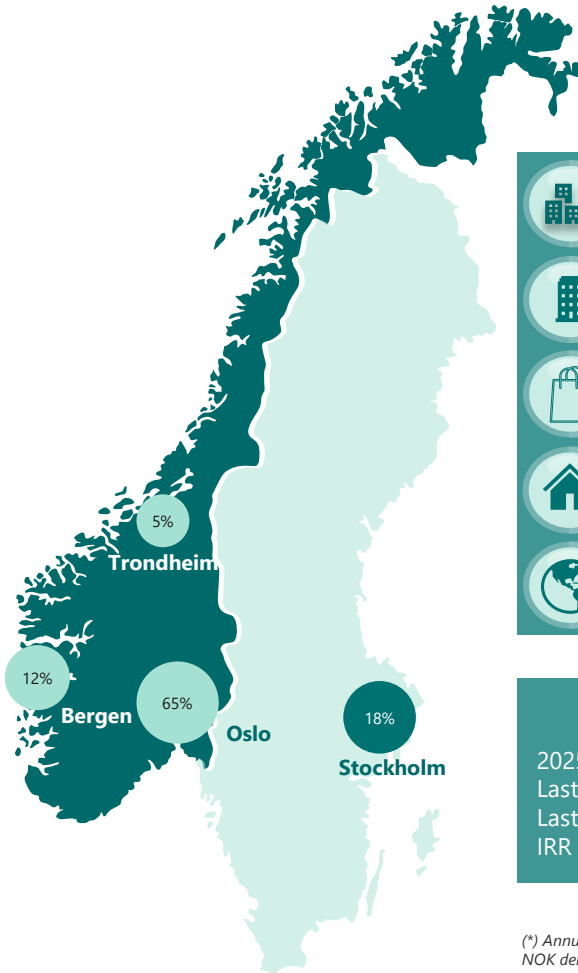 5%
Trondheim
12%
Bergen
65%
Oslo
18%
Stockholm
2025
Last
Last
IRR
(*) Annu
NOK de